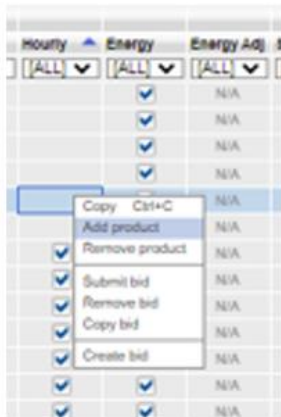 Hourly Energy Energy Adj
[ALL] [ALL] [ALL]
N/A
N/A
N/A
N/A
Copy Ctrl+C N/A
Add product N/A
Remove product N/A
Submit bid N/A
Remove bid N/A
Copy bid N/A
Create bid N/A
N/A
N/A